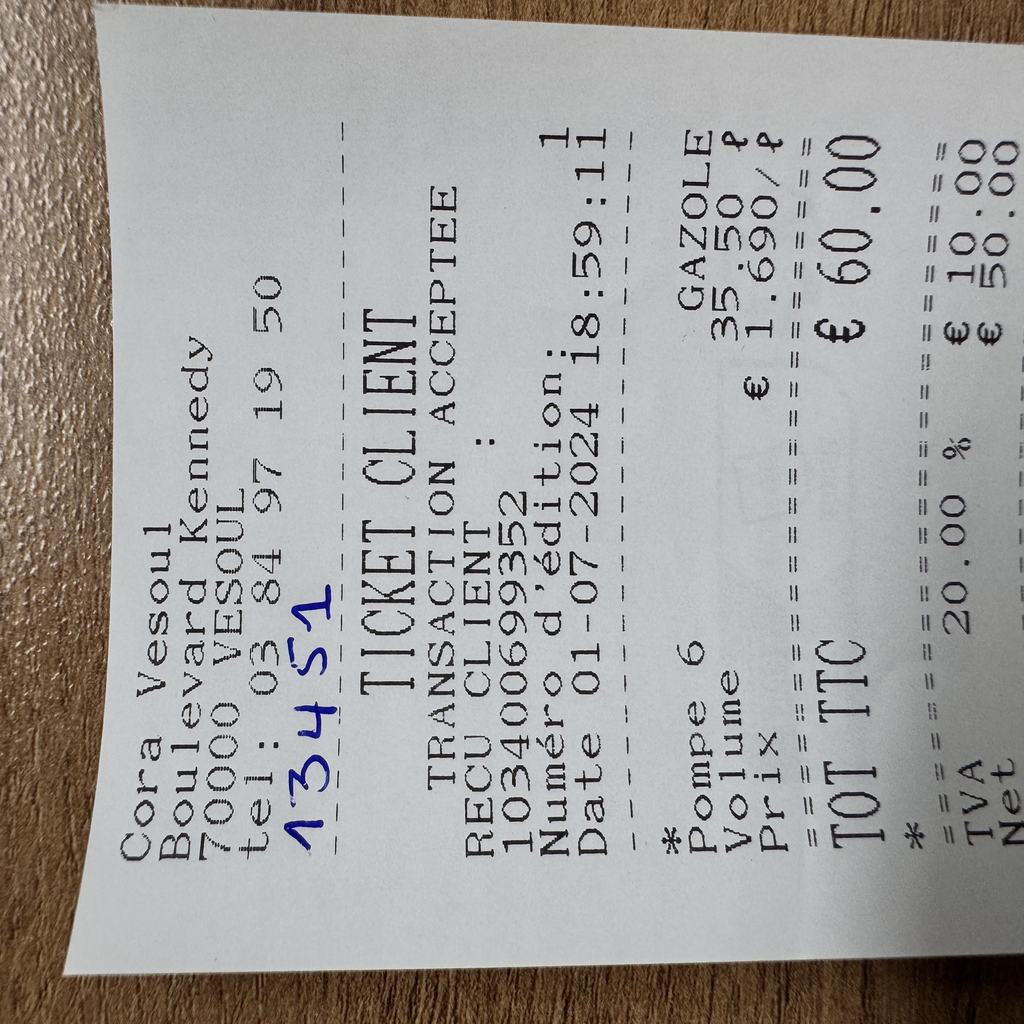 Cora Vesoul
Boulevard Kennedy
70000 VESOUL
tel: 03 84 97 19 50
134451
--------------------------------
TICKET CLIENT
TRANSACTION ACCEPTEE
RECU CLIENT :
103400699352
Numéro d'édition: 1
Date 01-07-2024 18:59:11
--------------------------------
*
Pompe 6 GAZOLE
Volume 35.50 ℓ
Prix € 1.690/ℓ
================================
TOT TTC € 60.00
*
================================
TVA 20.00 % € 10.00
Net € 50.00